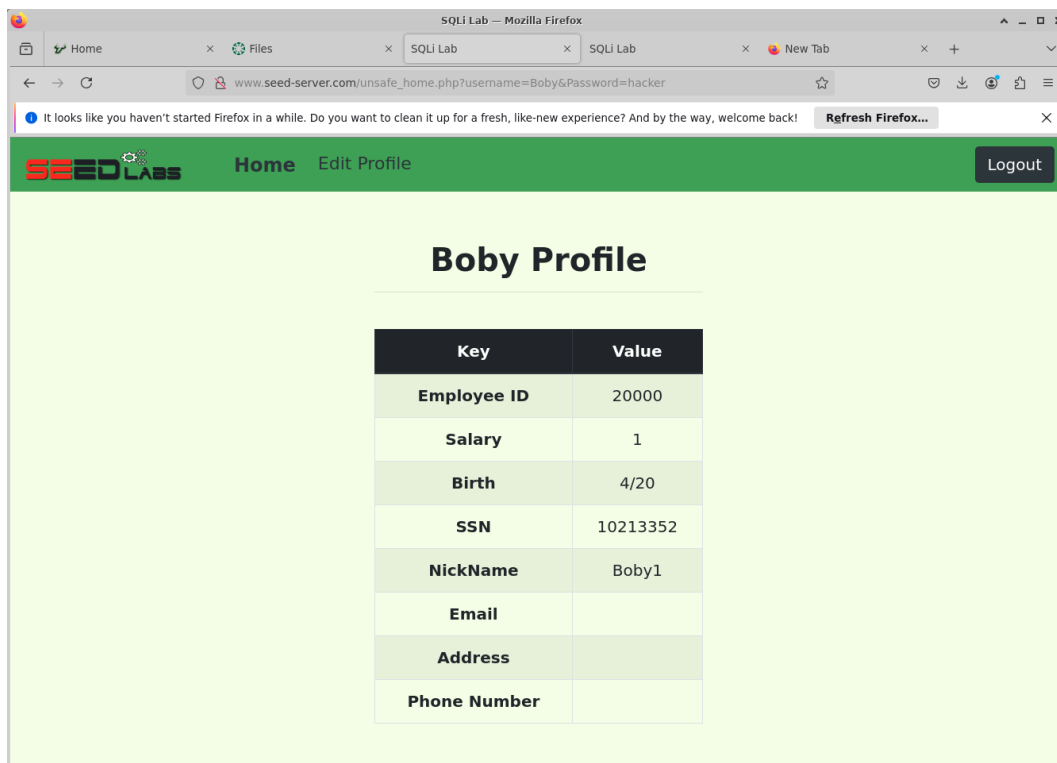 SQLi Lab — Mozilla Firefox
Home Files SQLi Lab SQLi Lab New Tab
www.seed-server.com/unsafe_home.php?username=Boby&Password=hacker
It looks like you haven't started Firefox in a while. Do you want to clean it up for a fresh, like-new experience? And by the way, welcome back! Refresh Firefox...
SEEDLABS Home Edit Profile Logout
Boby Profile
Key Value
Employee ID 20000
Salary 1
Birth 4/20
SSN 10213352
NickName Boby1
Email
Address
Phone Number